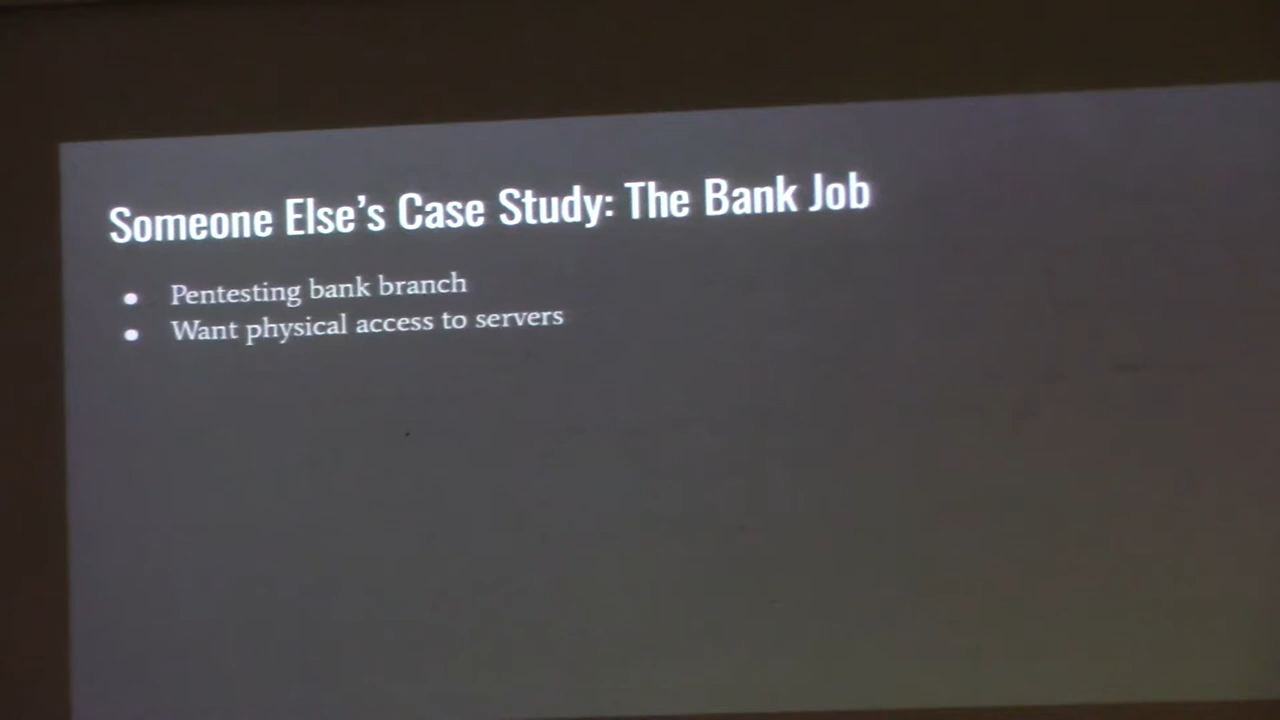 Someone Else's Case Study: The Bank Job
● Pentesting bank branch
● Want physical access to servers